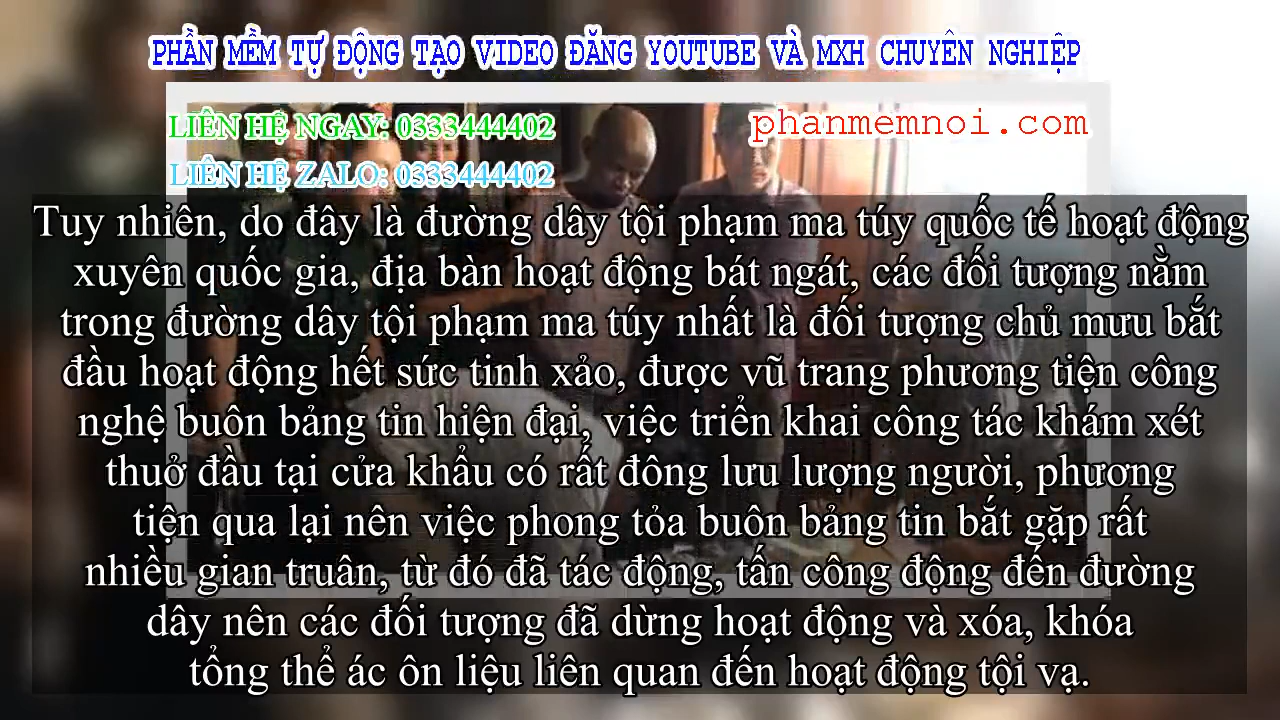 PHẦN MỀM TỰ ĐỘNG TẠO VIDEO ĐĂNG YOUTUBE VÀ MXH CHUYÊN NGHIỆP
LIÊN HỆ NGAY: 0333444402
phanmemnoi.com
LIÊN HỆ ZALO: 0333444402
Tuy nhiên, do đây là đường dây tội phạm ma túy quốc tế hoạt động
xuyên quốc gia, địa bàn hoạt động bát ngát, các đối tượng nằm
trong đường dây tội phạm ma túy nhất là đối tượng chủ mưu bắt
đầu hoạt động hết sức tinh xảo, được vũ trang phương tiện công
nghệ buôn bảng tin hiện đại, việc triển khai công tác khám xét
thuở đầu tại cửa khẩu có rất đông lưu lượng người, phương
tiện qua lại nên việc phong tỏa buôn bảng tin bắt gặp rất
nhiều gian truân, từ đó đã tác động, tấn công động đến đường
dây nên các đối tượng đã dừng hoạt động và xóa, khóa
tổng thể ác ôn liệu liên quan đến hoạt động tội vạ.